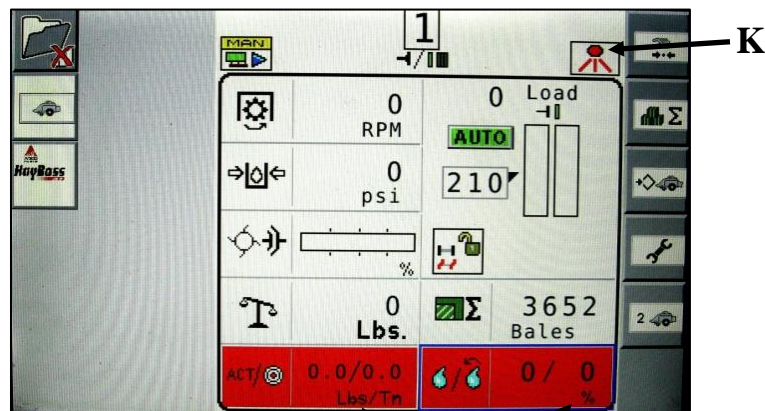 K
1
MAN
HayBoss
0
RPM
0
psi
%
0
Lbs.
ACT/
0.0/0.0
Lbs/Tn
0 Load
AUTO
210
Σ
3652
Bales
0/ 0
%
Σ
2